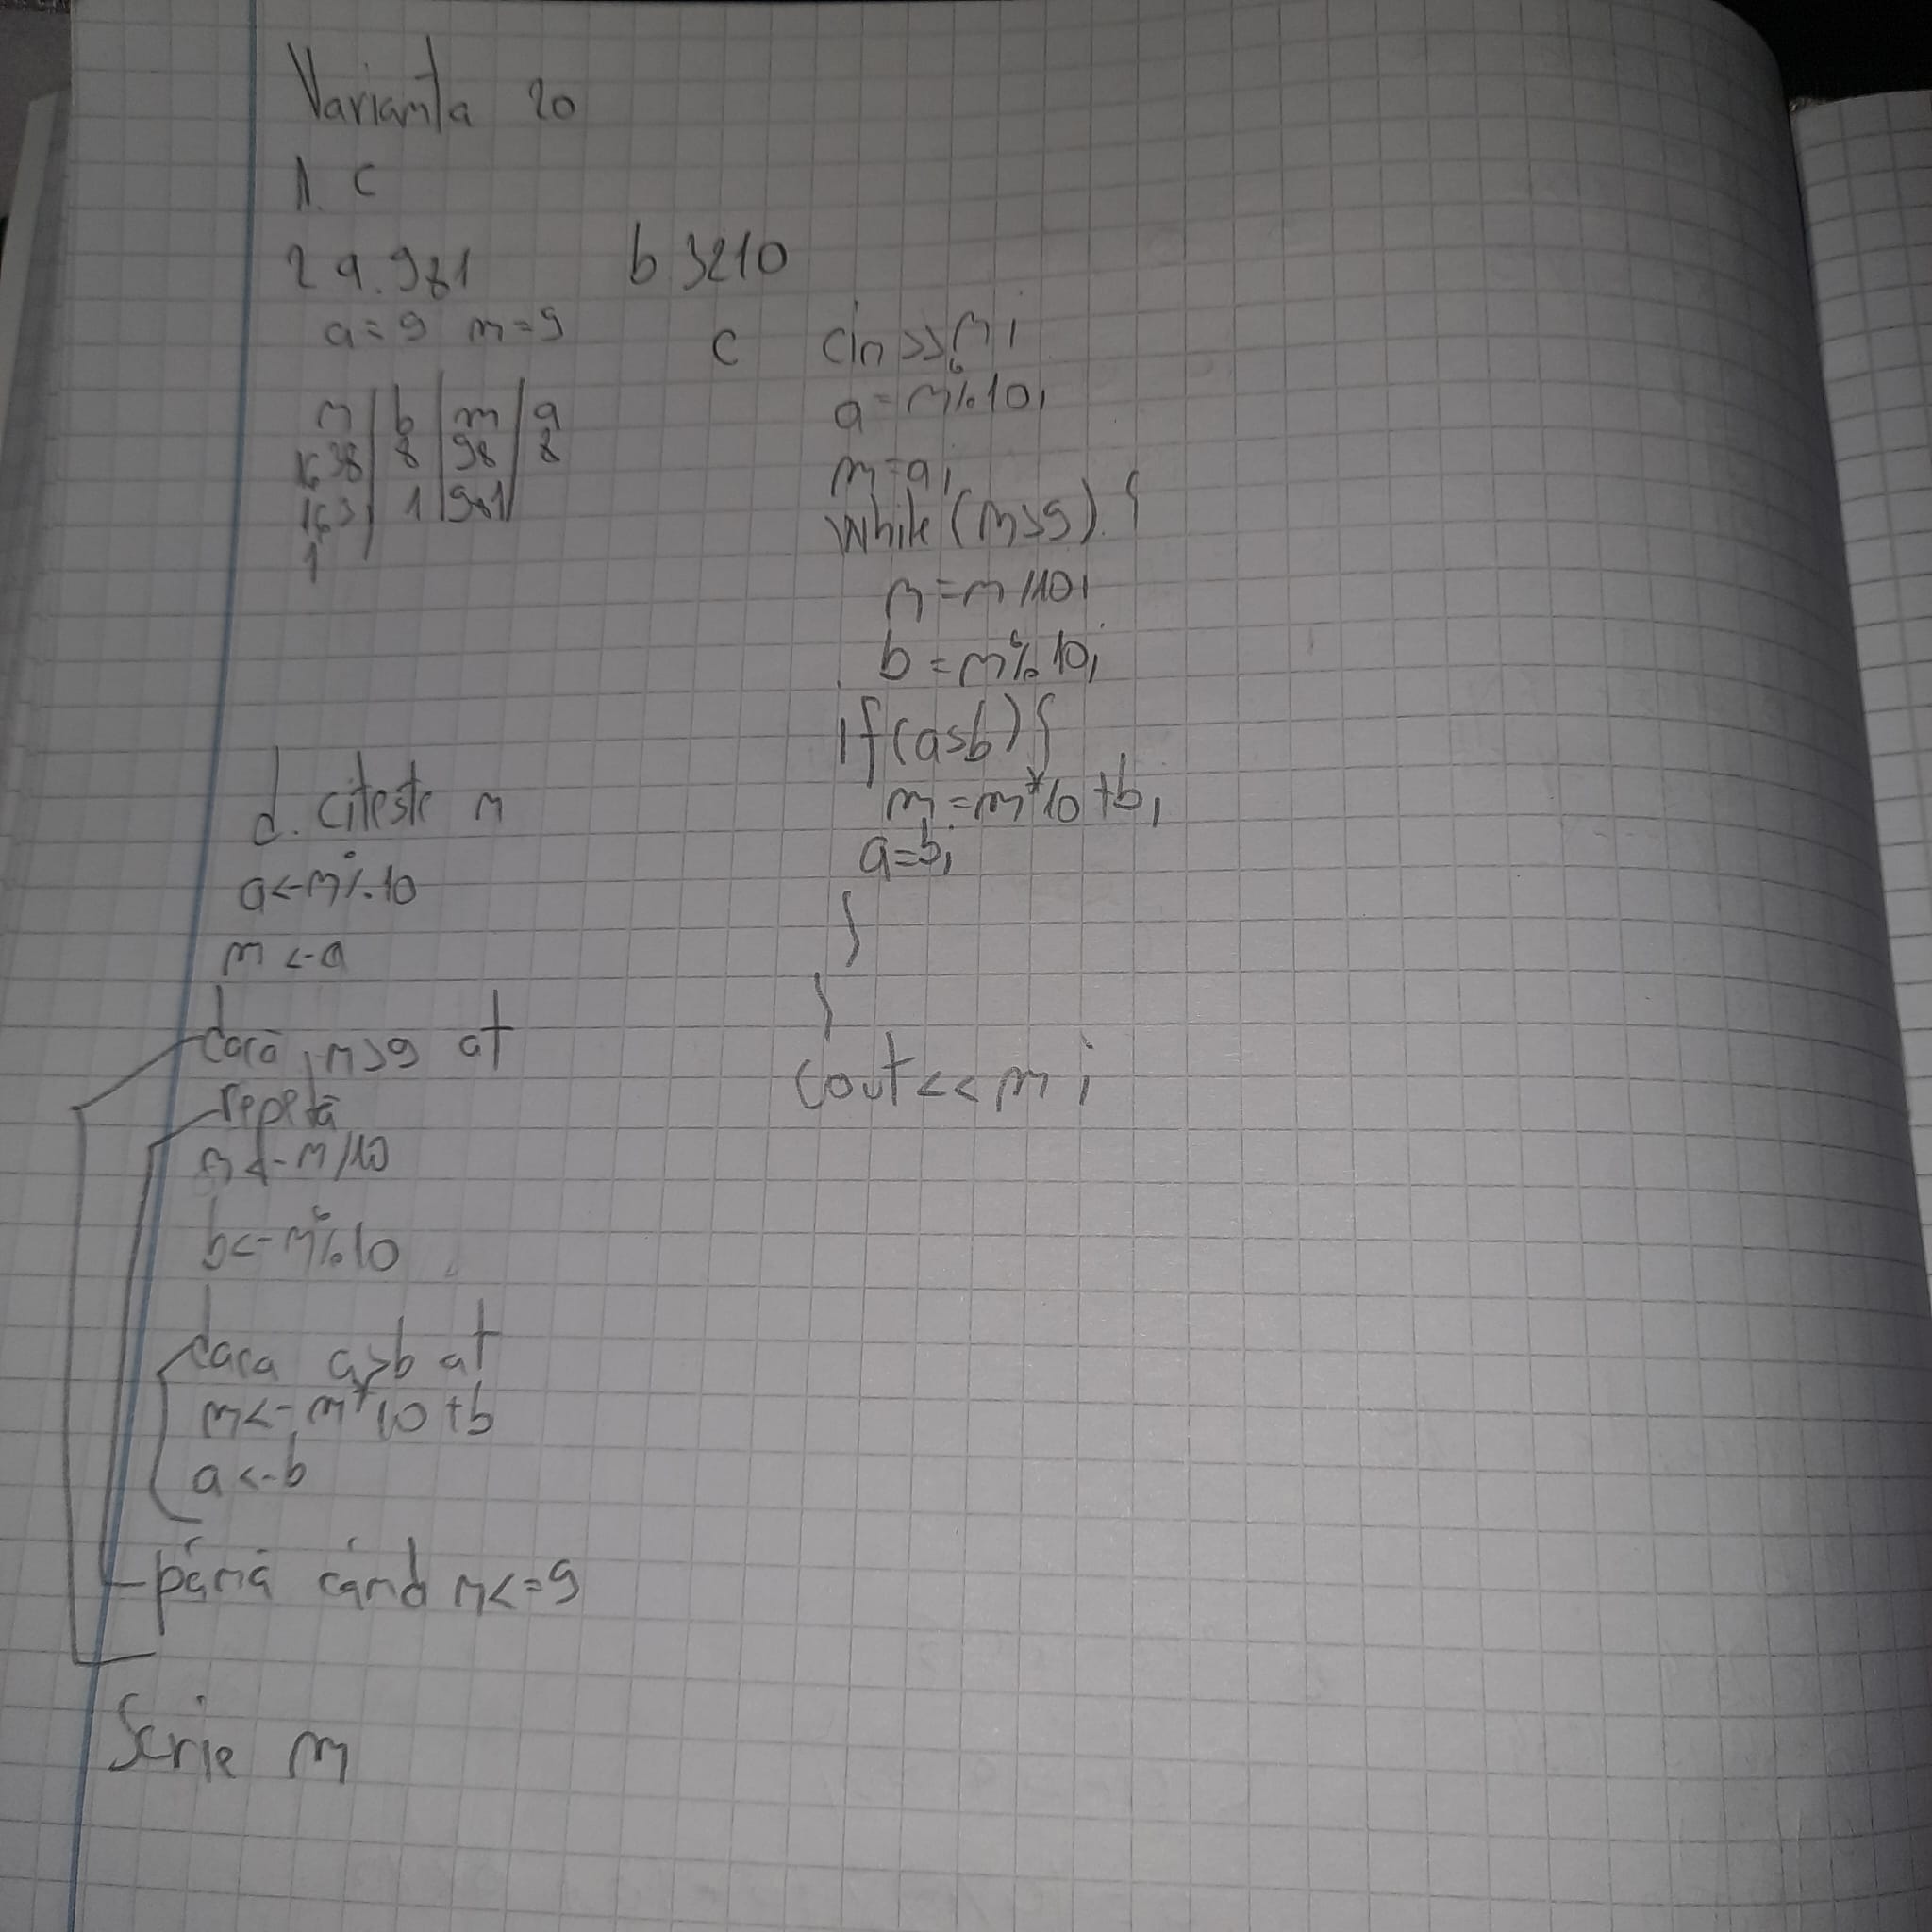 Varianta 20
1. c
2 a. 981
b 3210
a=9 m=9
n | b | m | a
1638 | 8 | 98 | 8
163 | 1 | 981
1
c cin>>n;
a=n%10;
m=a;
while(n>9) {
n=n/10;
b=n%10;
if(a>b){
m=m*10+b;
a=b;
}
}
cout<<m;
d. citeste n
a<-n%10
m<-a
dacă n>9 at
repetă
n<-n/10
b<-n%10
daca a>b at
m<-m*10+b
a<-b
până când n<=9
Scrie m